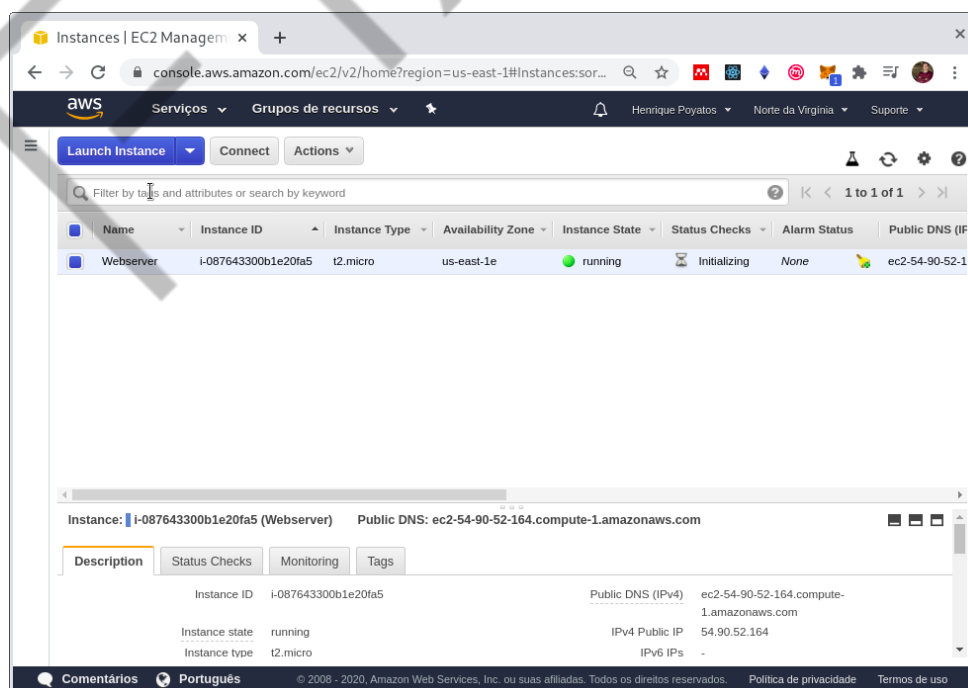 Instances | EC2 Managem
console.aws.amazon.com/ec2/v2/home?region=us-east-1#Instances:sor...
1
aws Serviços Grupos de recursos Henrique Poyatos Norte da Virgínia Suporte
Launch Instance Connect Actions
Filter by tags and attributes or search by keyword 1 to 1 of 1
Name Instance ID Instance Type Availability Zone Instance State Status Checks Alarm Status Public DNS (IP
Webserver i-087643300b1e20fa5 t2.micro us-east-1e running Initializing None ec2-54-90-52-1
Instance: i-087643300b1e20fa5 (Webserver) Public DNS: ec2-54-90-52-164.compute-1.amazonaws.com
Description Status Checks Monitoring Tags
Instance ID i-087643300b1e20fa5 Public DNS (IPv4) ec2-54-90-52-164.compute-
1.amazonaws.com
Instance state running IPv4 Public IP 54.90.52.164
Instance type t2.micro IPv6 IPs -
Comentários Português © 2008 - 2020, Amazon Web Services, Inc. ou suas afiliadas. Todos os direitos reservados. Política de privacidade Termos de uso